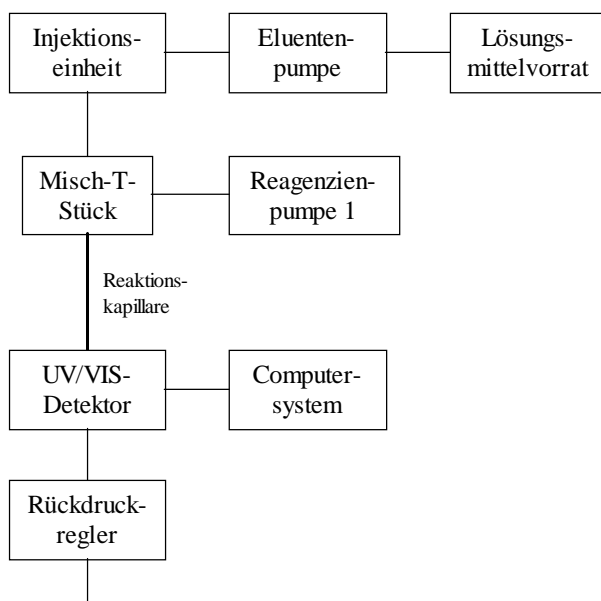 Injektions-
einheit
Eluenten-
pumpe
Lösungs-
mittelvorrat
Misch-T-
Stück
Reagenzien-
pumpe 1
Reaktions-
kapillare
UV/VIS-
Detektor
Computer-
system
Rückdruck-
regler